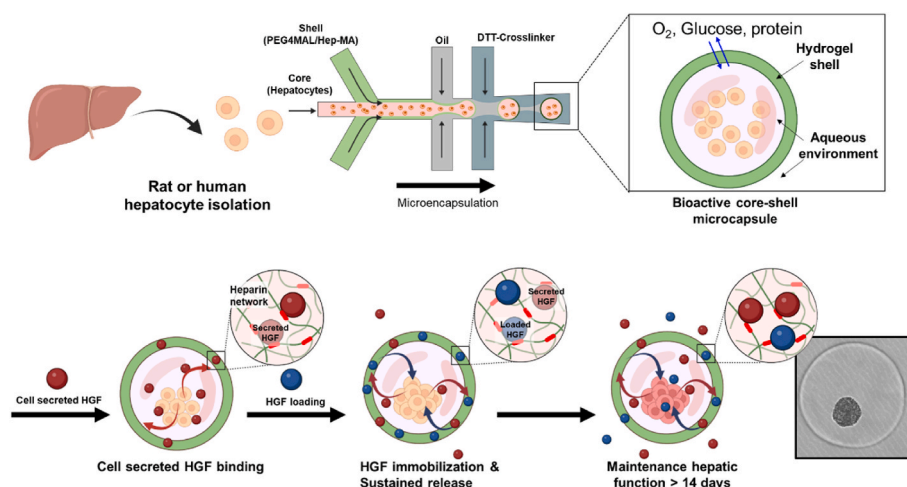 Shell
(PEG4MAL/Hep-MA)
Oil
DTT-Crosslinker
Core
(Hepatocytes)
Rat or human
hepatocyte isolation
Microencapsulation
O2, Glucose, protein
Hydrogel
shell
Aqueous
environment
Bioactive core-shell
microcapsule
Heparin
network
Secreted
HGF
Cell secreted HGF
Cell secreted HGF binding
HGF loading
Secreted
HGF
Loaded
HGF
HGF immobilization &
Sustained release
Maintenance hepatic
function > 14 days